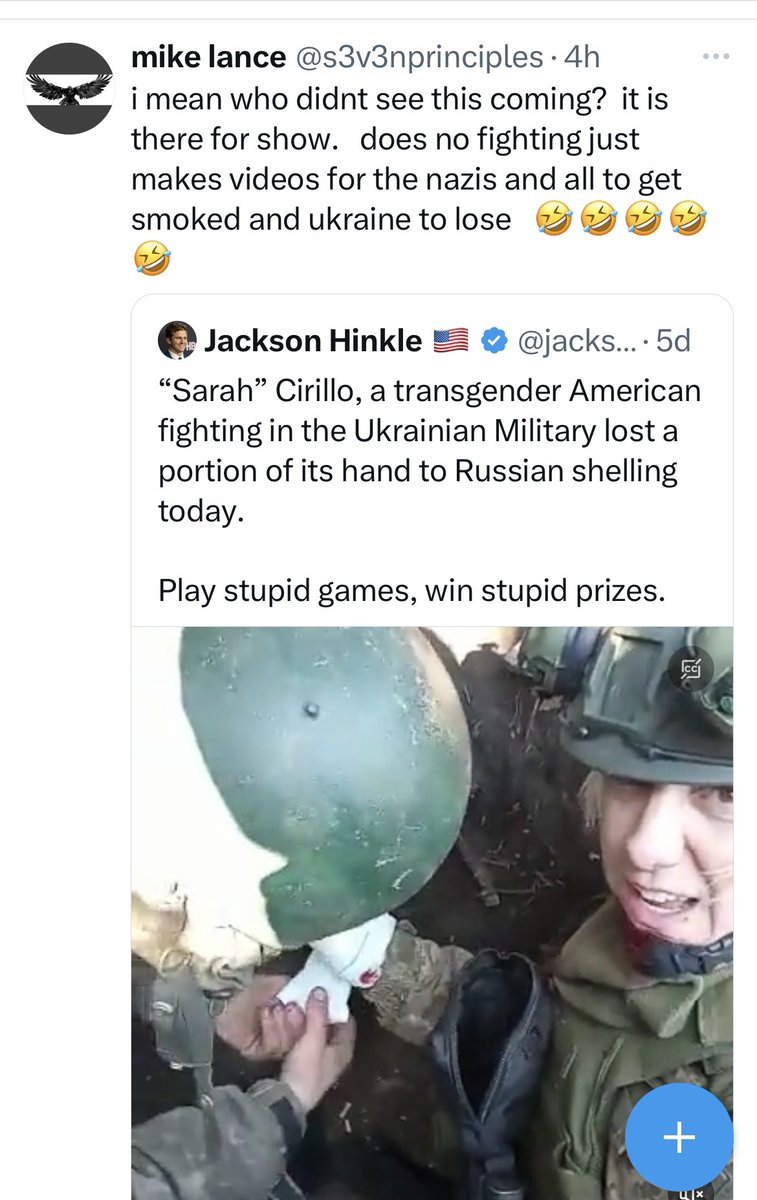 mike lance @s3v3nprinciples · 4h
i mean who didnt see this coming? it is
there for show. does no fighting just
makes videos for the nazis and all to get
smoked and ukraine to lose 🤣🤣🤣🤣
🤣
Jackson Hinkle 🇺🇸 @jacks... · 5d
“Sarah” Cirillo, a transgender American
fighting in the Ukrainian Military lost a
portion of its hand to Russian shelling
today.
Play stupid games, win stupid prizes.
CC